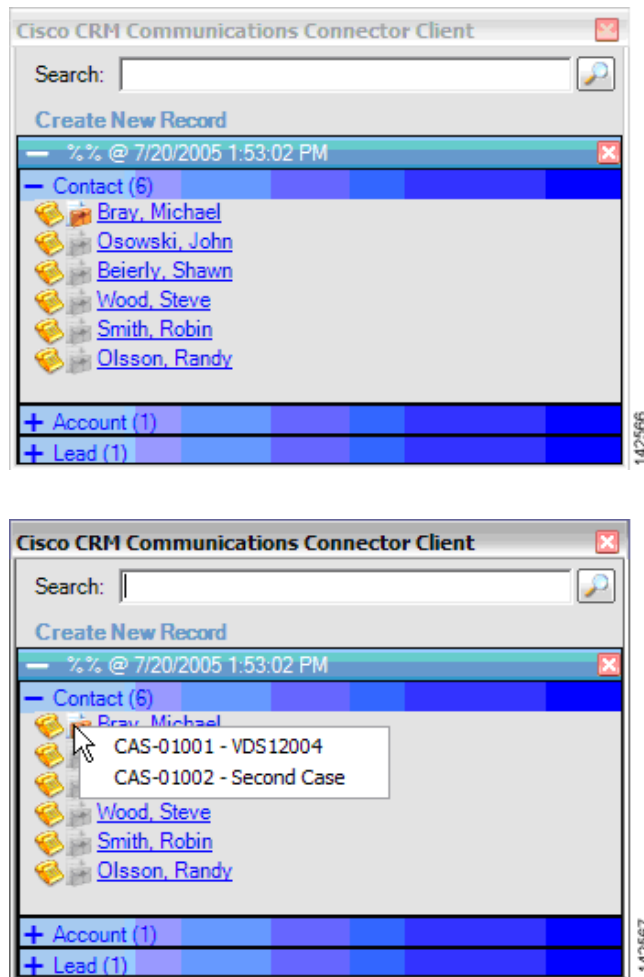 Cisco CRM Communications Connector Client
Search:
Create New Record
%% @ 7/20/2005 1:53:02 PM
Contact (6)
Bray, Michael
Osowski, John
Beierly, Shawn
Wood, Steve
Smith, Robin
Olsson, Randy
Account (1)
Lead (1)
142566
Cisco CRM Communications Connector Client
Search:
Create New Record
%% @ 7/20/2005 1:53:02 PM
Contact (6)
Bray, Michael
CAS-01001 - VDS12004
CAS-01002 - Second Case
Wood, Steve
Smith, Robin
Olsson, Randy
Account (1)
Lead (1)
142567